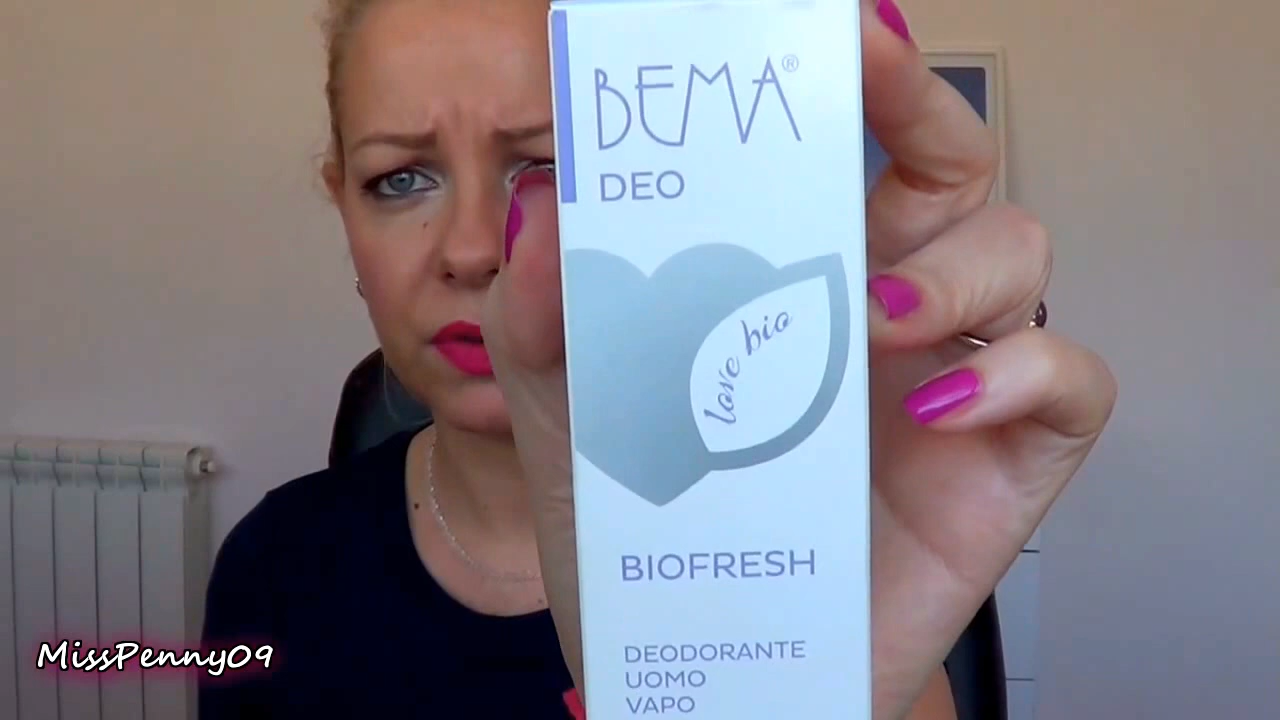 BEMA®
DEO
love bio
BIOFRESH
DEODORANTE
UOMO
VAPO
MissPenny09